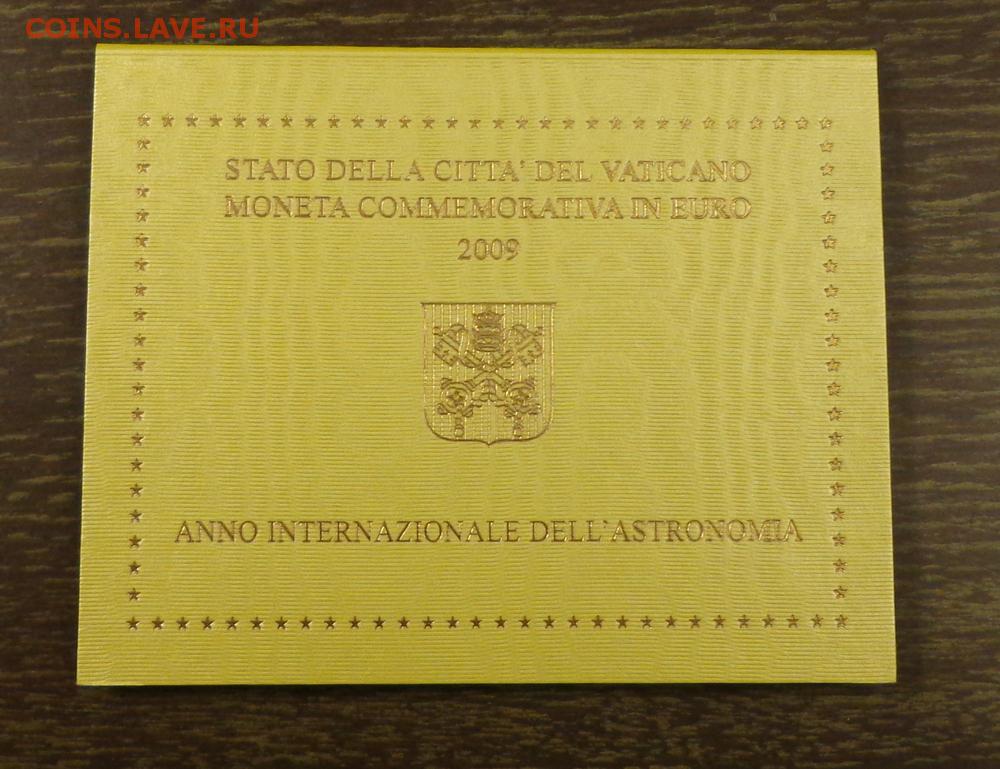 COINS.LAVE.RU
STATO DELLA CITTA' DEL VATICANO
MONETA COMMEMORATIVA IN EURO
2009
ANNO INTERNAZIONALE DELL'ASTRONOMIA